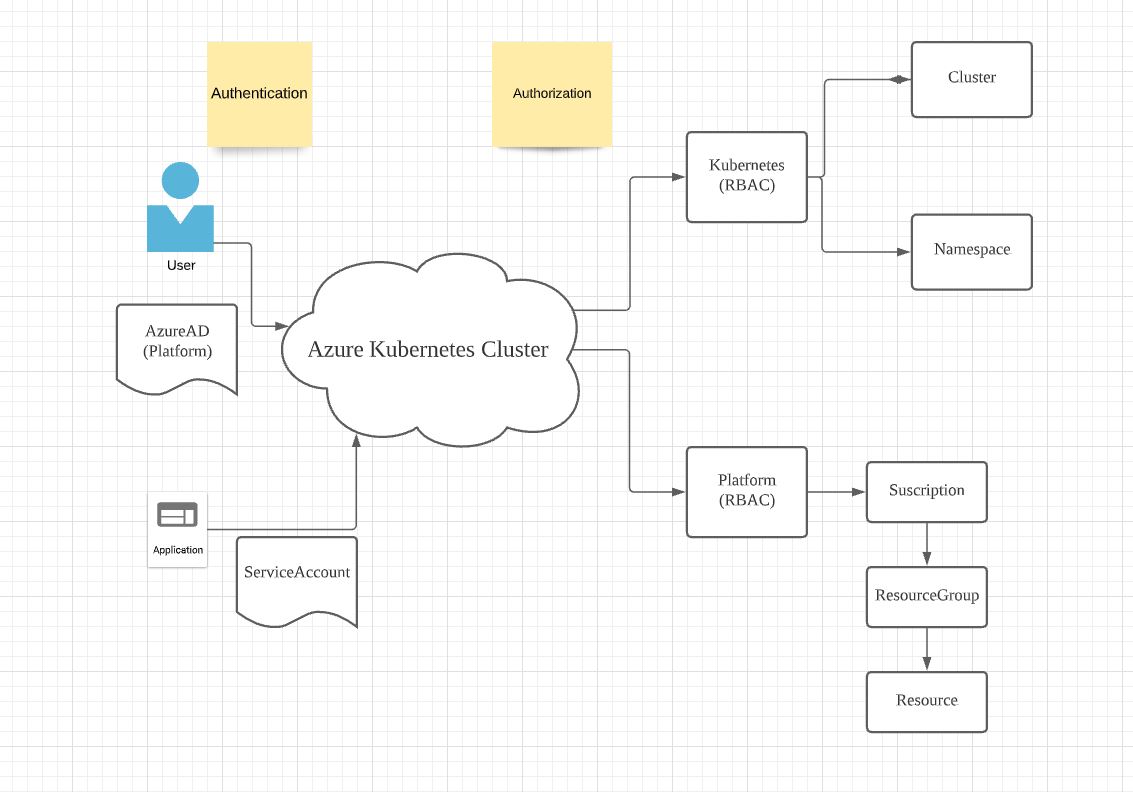 Authentication
Authorization
Cluster
Kubernetes
(RBAC)
Namespace
User
AzureAD
(Platform)
Azure Kubernetes Cluster
Platform
(RBAC)
Suscription
Application
ServiceAccount
ResourceGroup
Resource